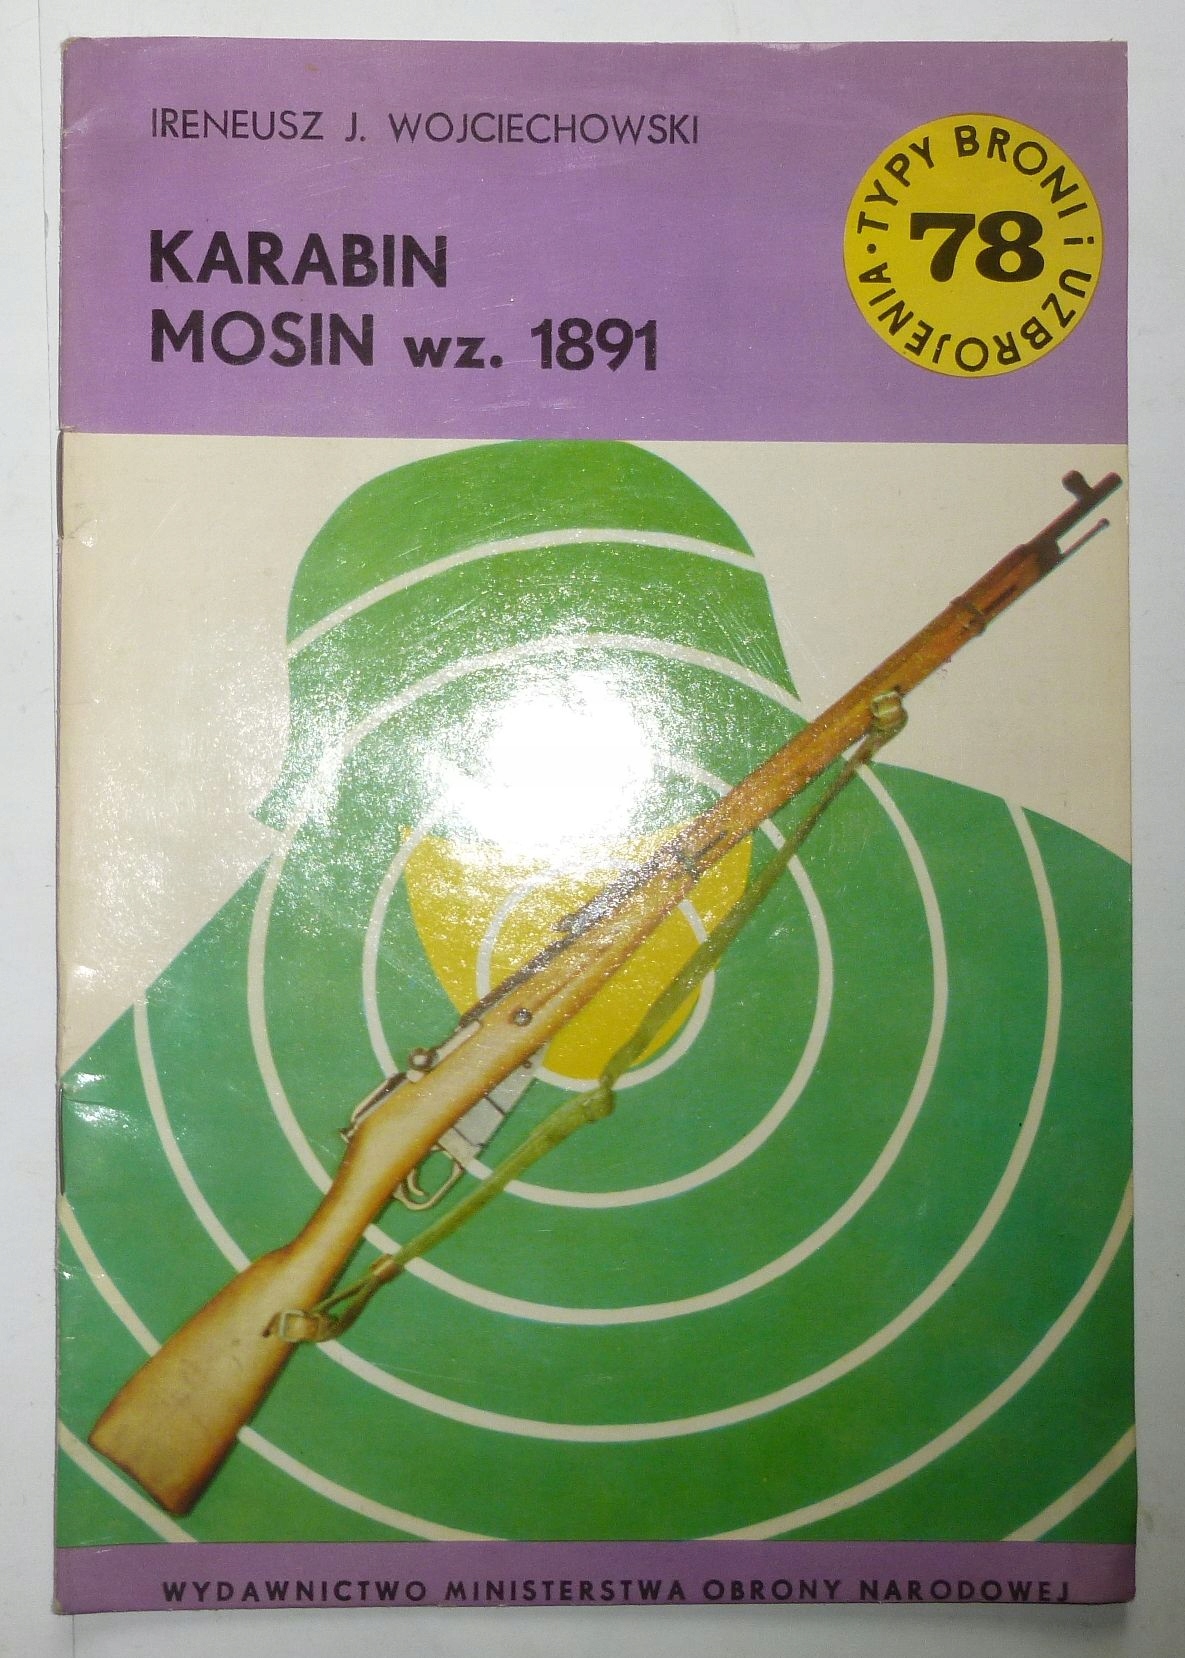 IRENEUSZ J. WOJCIECHOWSKI
KARABIN
MOSIN wz. 1891
TYPY BRONI i UZBROJENIA •
78
WYDAWNICTWO MINISTERSTWA OBRONY NARODOWEJ